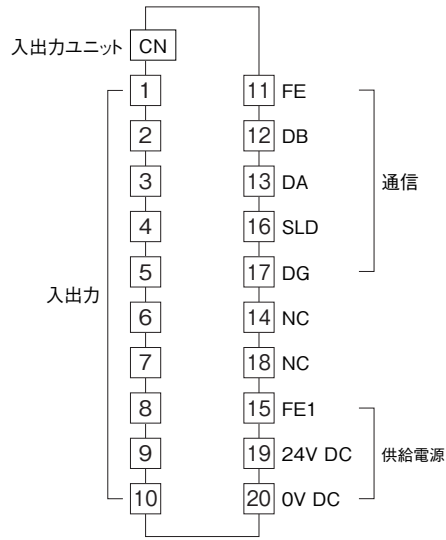 入出力ユニット CN
1 11 FE
2 12 DB
3 13 DA 通信
4 16 SLD
5 17 DG
入出力
6 14 NC
7 18 NC
8 15 FE1
9 19 24V DC 供給電源
10 20 0V DC